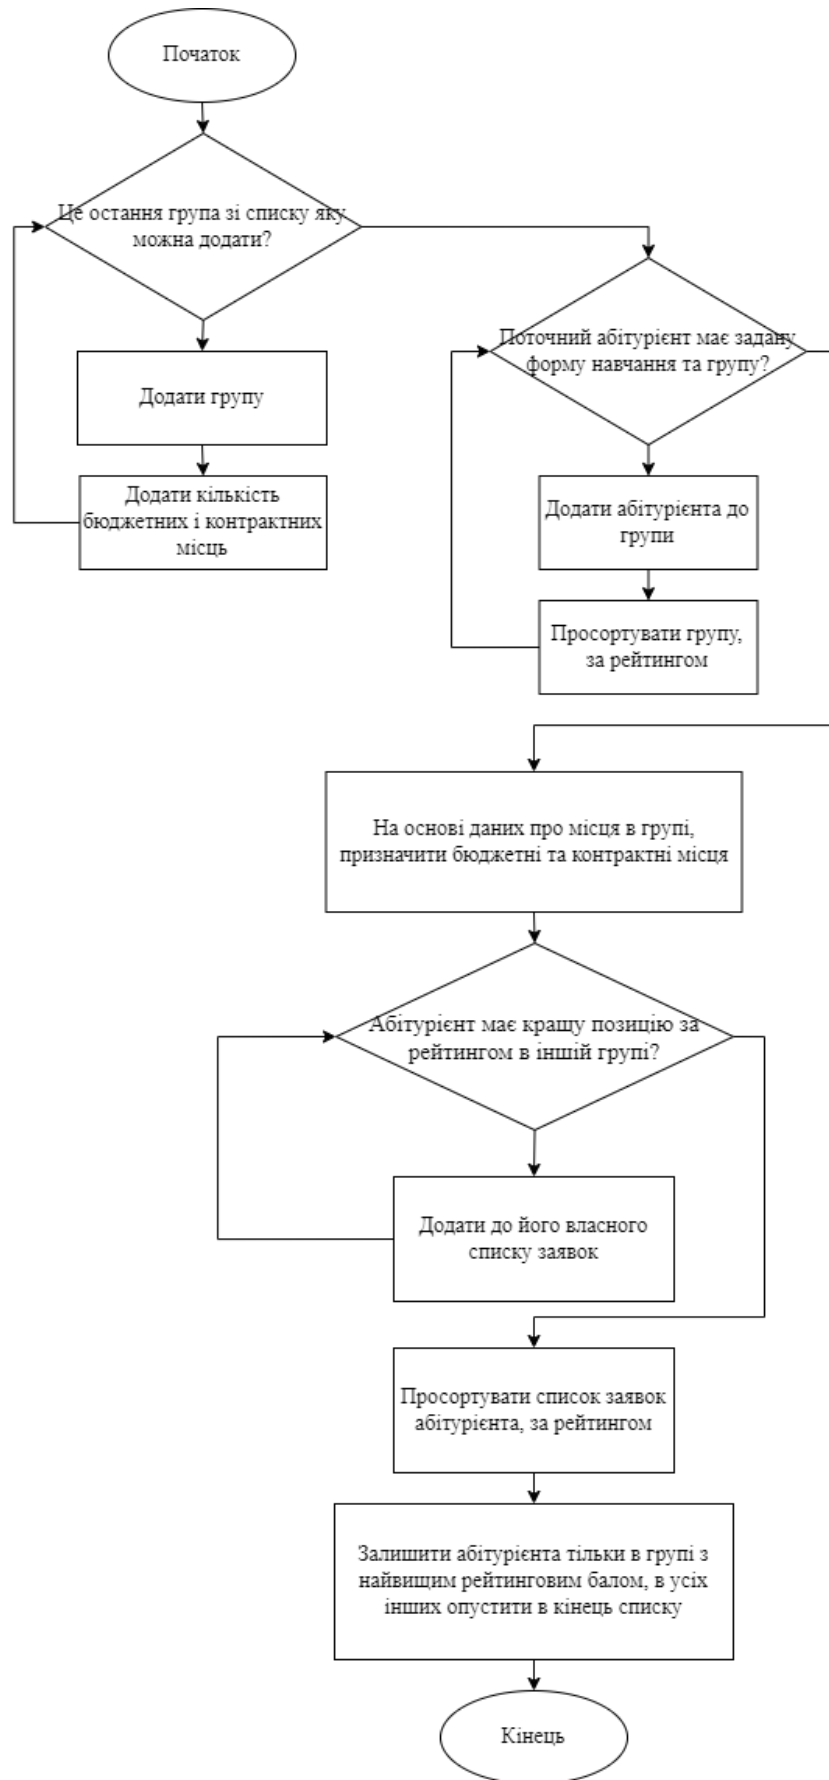 Початок
Це остання група зі списку яку
можна додати?
Поточний абітурієнт має задану
форму навчання та групу?
Додати групу
Додати кількість
бюджетних і контрактних
місць
Додати абітурієнта до
групи
Просортувати групу,
за рейтингом
На основі даних про місця в групі,
призначити бюджетні та контрактні місця
Абітурієнт має кращу позицію за
рейтингом в іншій групі?
Додати до його власного
списку заявок
Просортувати список заявок
абітурієнта, за рейтингом
Залишити абітурієнта тільки в групі з
найвищим рейтинговим балом, в усіх
інших опустити в кінець списку
Кінець